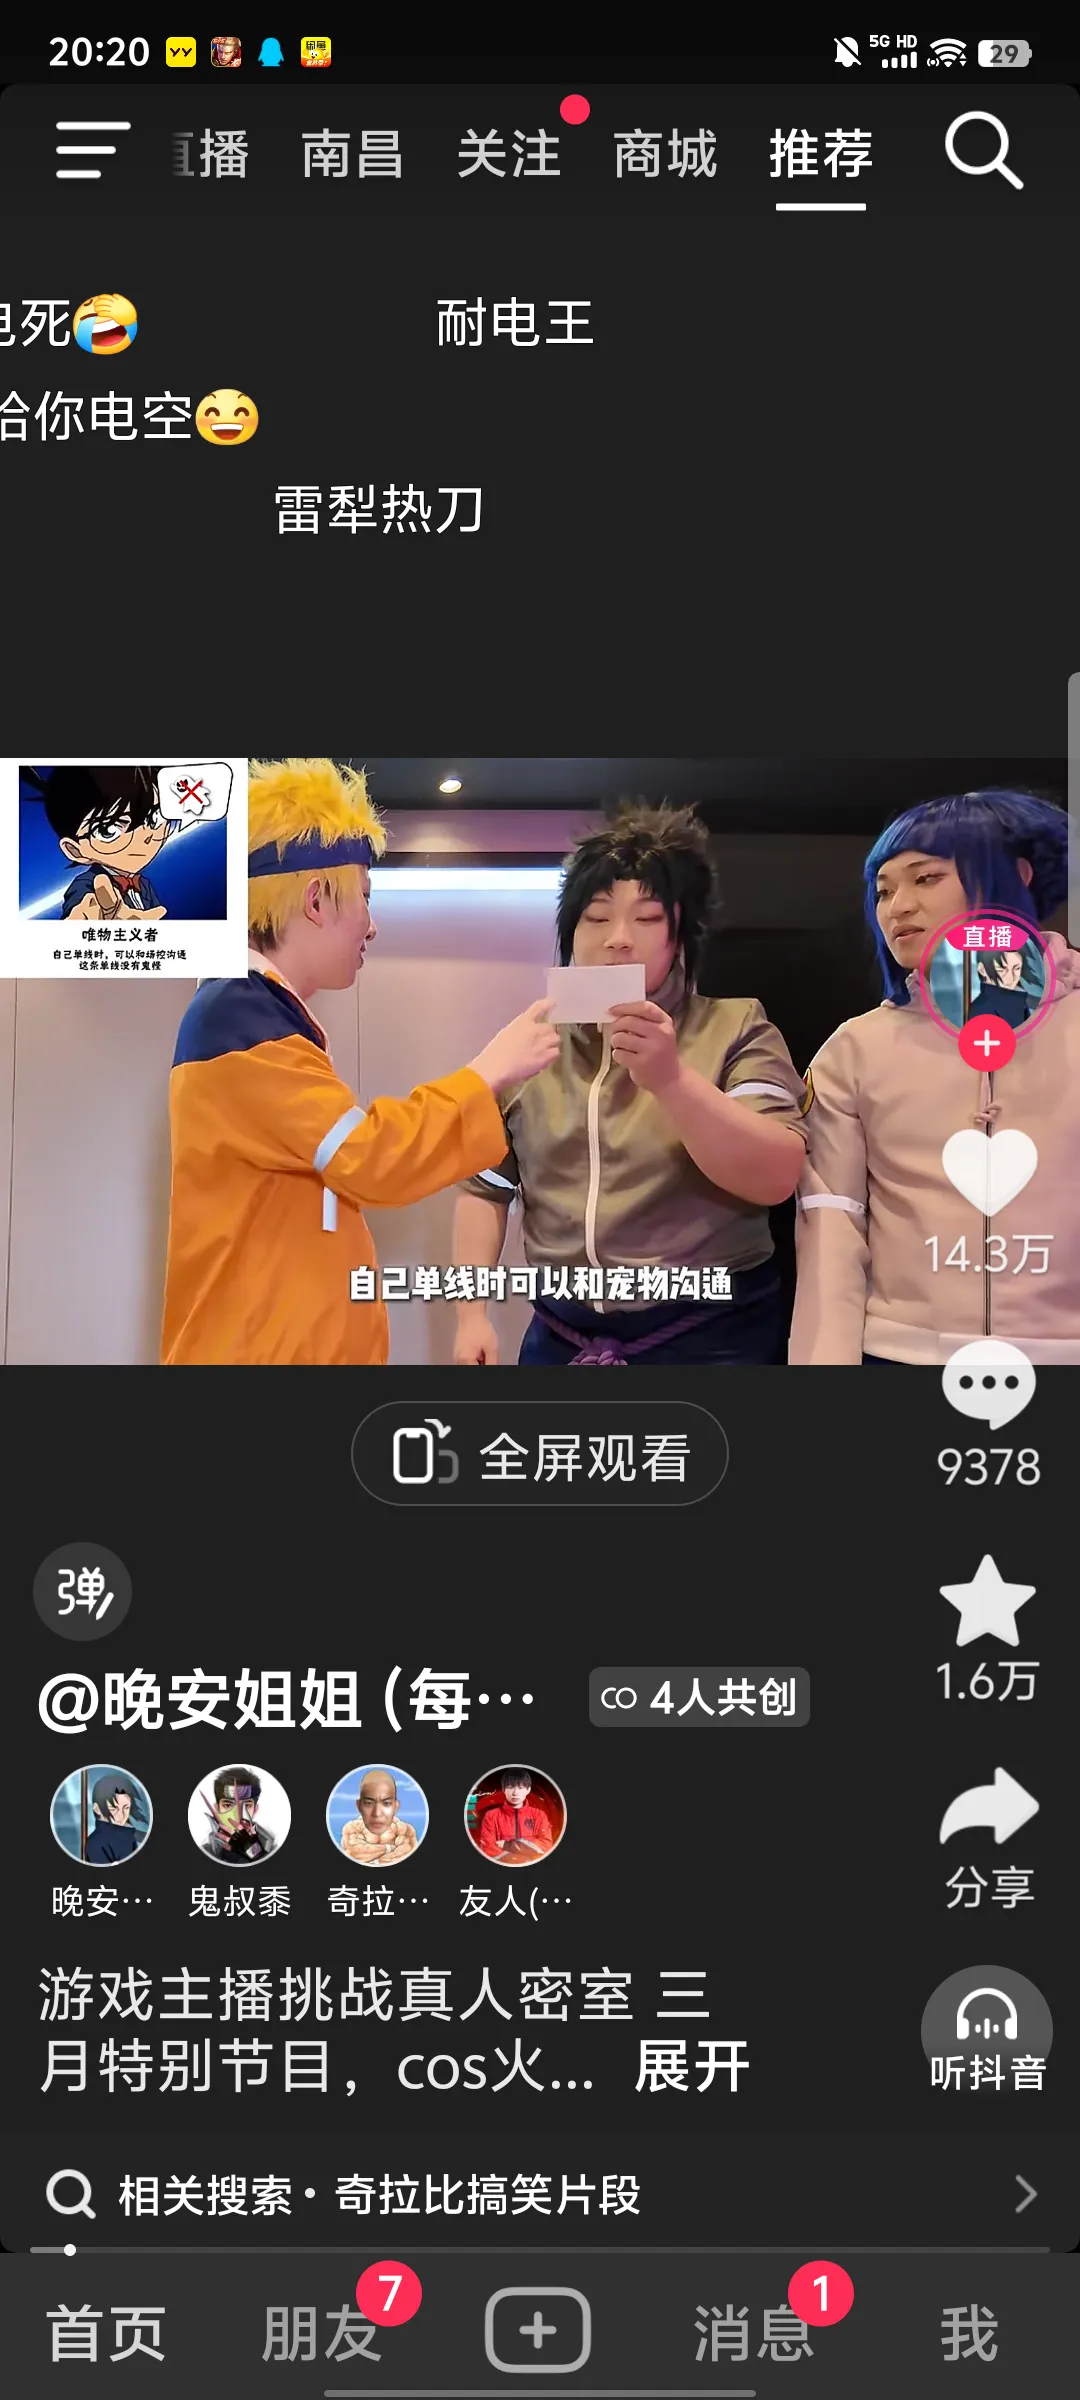 20:20
5G HD
29
直播
南昌
关注
商城
推荐
电死
耐电王
给你电空
雷犁热刀
唯物主义者
自己单线时，可以和场控沟通
这条单线没有鬼怪
直播
14.3万
自己单线时可以和宠物沟通
9378
全屏观看
弹
1.6万
@晚安姐姐 (每…
4人共创
晚安…
鬼叔黍
奇拉…
友人(…
分享
游戏主播挑战真人密室 三
月特别节目，cos火... 展开
听抖音
相关搜索 · 奇拉比搞笑片段
首页
朋友
7
消息
1
我